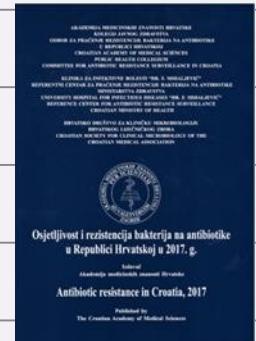 AKADEMIJA MEDICINSKIH ZNANOSTI HRVATSKE
KOLEGIJ JAVNOG ZDRAVSTVA
ODBOR ZA PRAĆENJE REZISTENCIJE BAKTERIJA NA ANTIBIOTIKE
U REPUBLICI HRVATSKOJ
CROATIAN ACADEMY OF MEDICAL SCIENCES
PUBLIC HEALTH COLLEGIUM
COMMITTEE FOR ANTIBIOTIC RESISTANCE SURVEILLANCE IN CROATIA
KLINIKA ZA INFEKTIVNE BOLESTI "DR. F. MIHALJEVIĆ"
REFERENTNI CENTAR ZA PRAĆENJE REZISTENCIJE BAKTERIJA NA ANTIBIOTIKE
MINISTARSTVA ZDRAVSTVA
UNIVERSITY HOSPITAL FOR INFECTIOUS DISEASES "DR. F. MIHALJEVIĆ"
REFERENCE CENTER FOR ANTIBIOTIC RESISTANCE SURVEILLANCE
CROATIAN MINISTRY OF HEALTH
HRVATSKO DRUŠTVO ZA KLINIČKU MIKROBIOLOGIJU
HRVATSKOG LIJEČNIČKOG ZBORA
CROATIAN SOCIETY FOR CLINICAL MICROBIOLOGY OF THE
CROATIAN MEDICAL ASSOCIATION
Osjetljivost i rezistencija bakterija na antibiotike
u Republici Hrvatskoj u 2017. g.
Izdavač
Akademija medicinskih znanosti Hrvatske
Antibiotic resistance in Croatia, 2017
Published by
The Croatian Academy of Medical Sciences